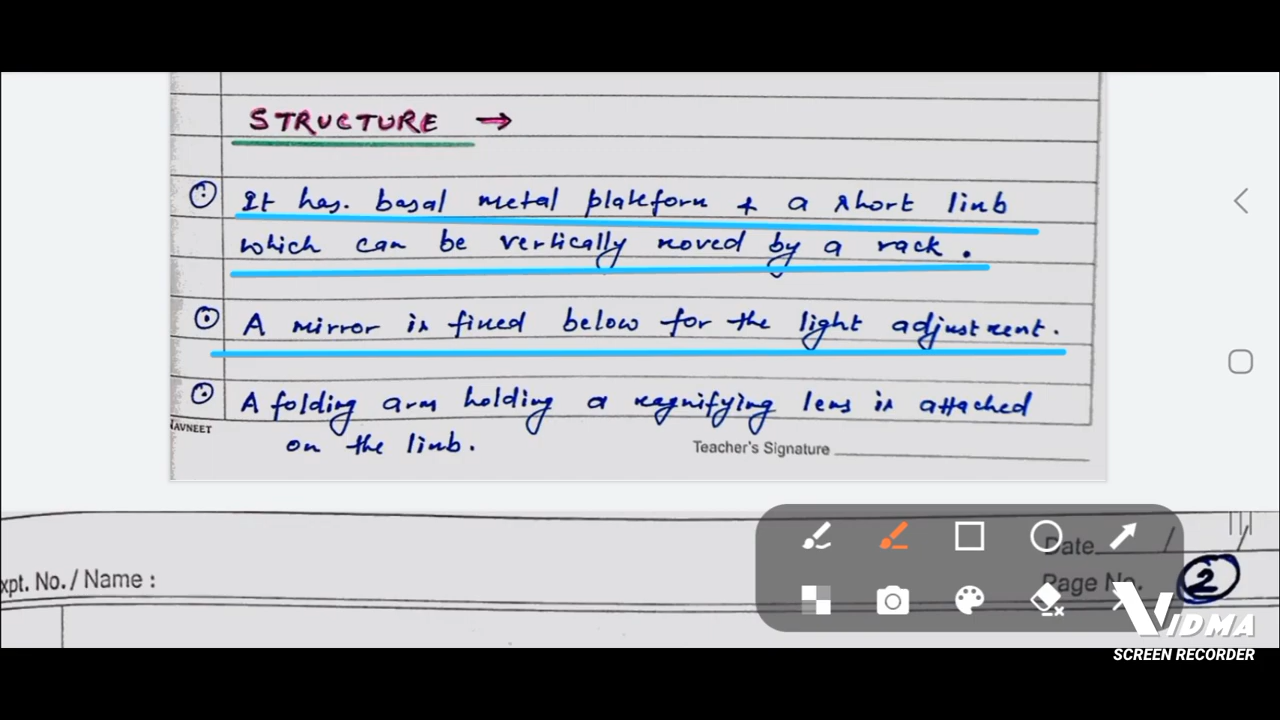 STRUCTURE →
It has. basal metal plateform + a short limb
which can be vertically moved by a rack.
A mirror is fixed below for the light adjustment.
A folding arm holding a magnifying lens is attached
NAVNEET
on the limb.
Teacher's Signature
Date
xpt. No./ Name :
Page No. 2
VIDMA
SCREEN RECORDER